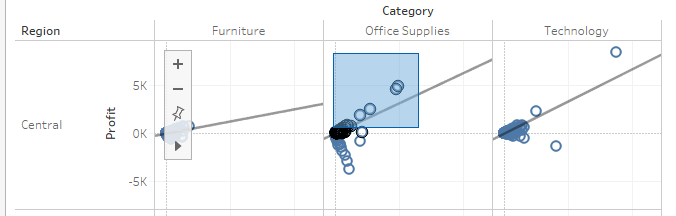 Category
Region Furniture Office Supplies Technology
5K
Central Profit 0K
-5K